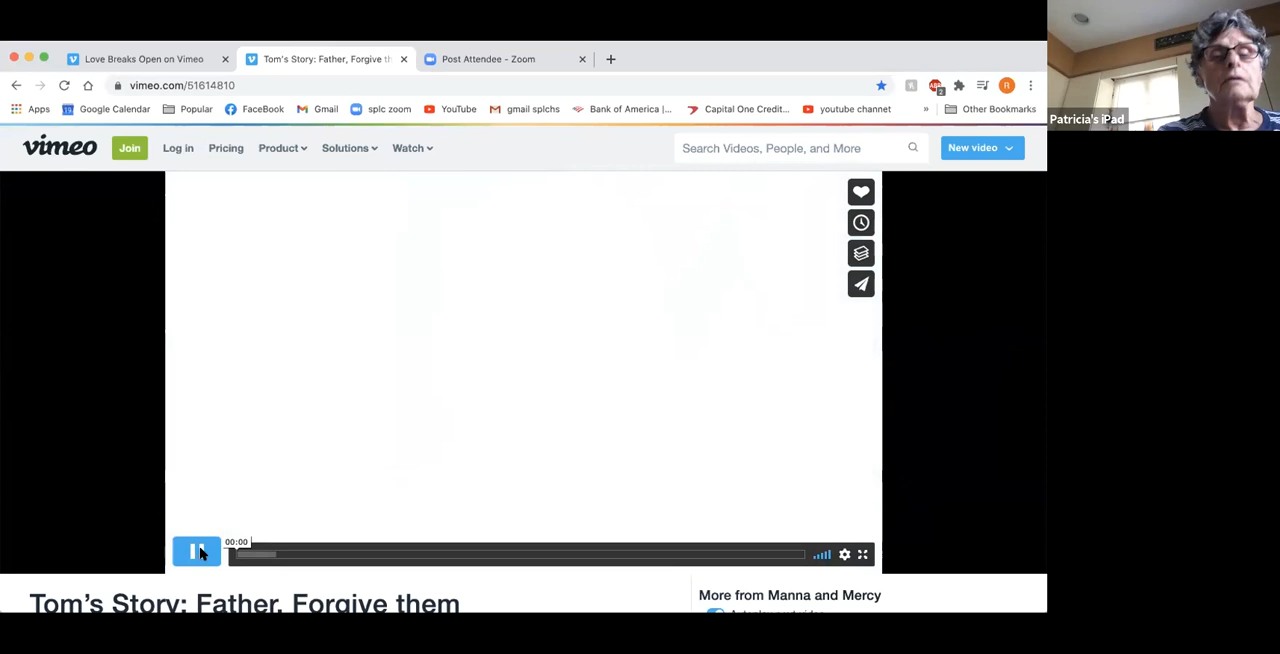 Love Breaks Open on Vimeo
Tom's Story: Father, Forgive th
Post Attendee - Zoom
vimeo.com/51614810
R
Apps
Google Calendar
Popular
FaceBook
Gmail
splc zoom
YouTube
gmail splchs
Bank of America |...
Capital One Credit...
youtube channel
»
Other Bookmarks
vimeo
Join
Log in
Pricing
Product
Solutions
Watch
Search Videos, People, and More
New video
Patricia's iPad
00:00
Tom's Story: Father, Forgive them
More from Manna and Mercy